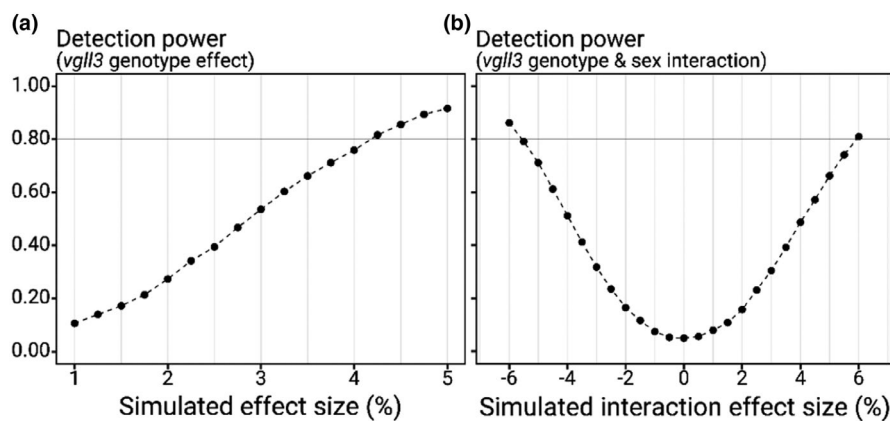 (a)
Detection power
(vgll3 genotype effect)
1.00
0.80
0.60
0.40
0.20
0.00
1 2 3 4 5
Simulated effect size (%)
(b)
Detection power
(vgll3 genotype & sex interaction)
-6 -4 -2 0 2 4 6
Simulated interaction effect size (%)